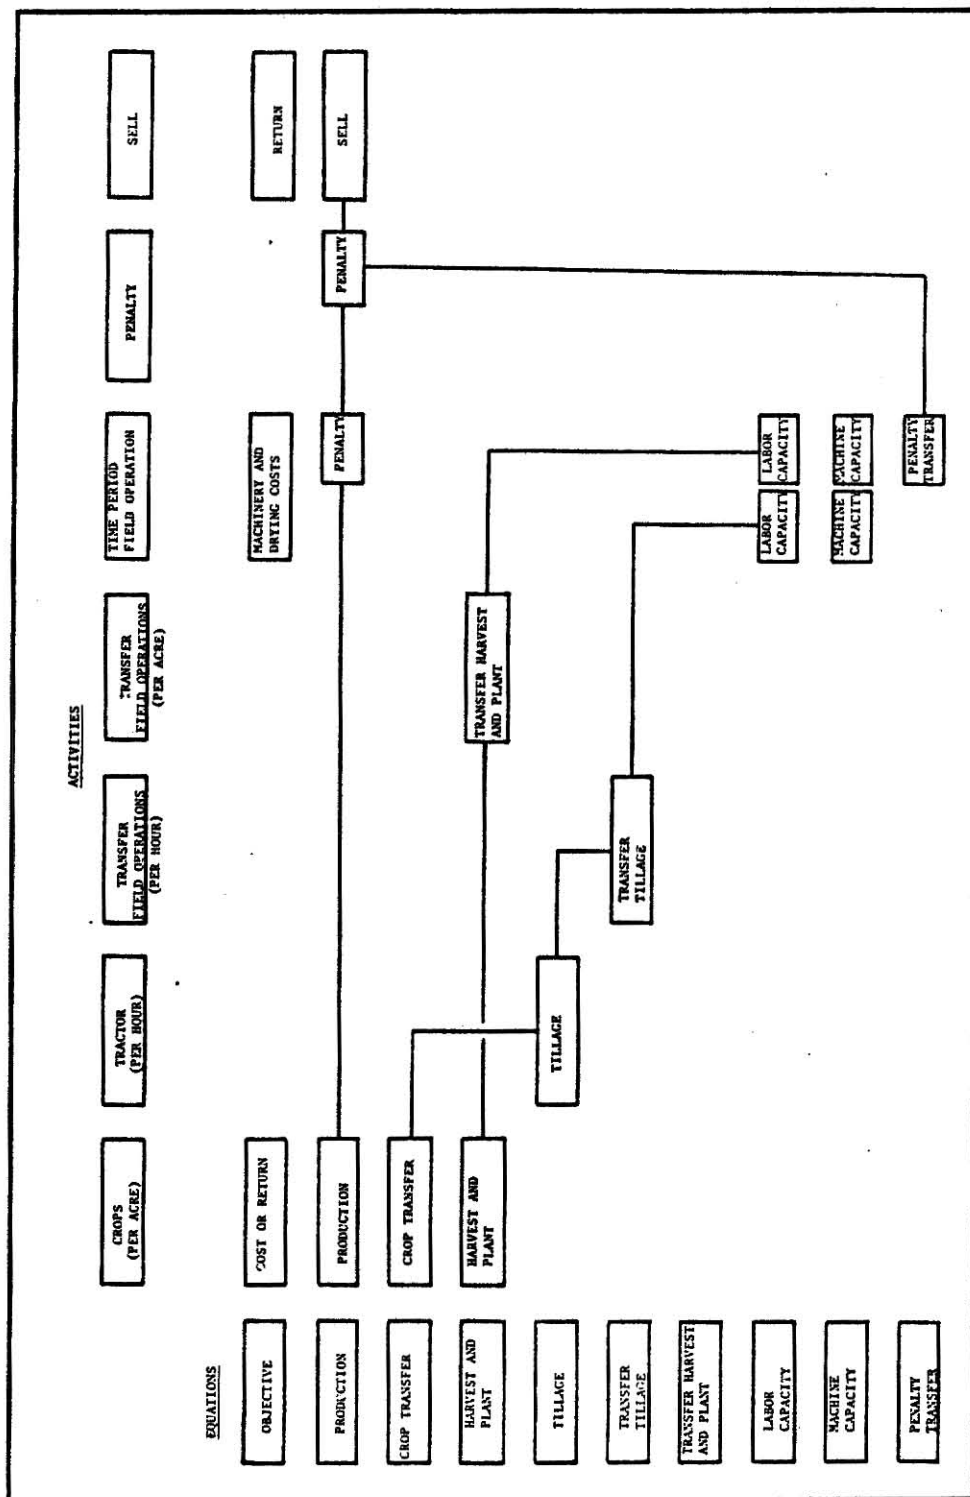 ACTIVITIES
CROPS
(PER ACRE)
TRACTOR
(PER HOUR)
TRANSFER
FIELD OPERATIONS
(PER HOUR)
TRANSFER
FIELD OPERATIONS
(PER ACRE)
TIME PERIOD
FIELD OPERATION
PENALTY
SELL
EQUATIONS
OBJECTIVE
COST OR RETURN
MACHINERY AND
DRYING COSTS
RETURN
PRODUCTION
PRODUCTION
PENALTY
PENALTY
SELL
CROP TRANSFER
CROP TRANSFER
HARVEST AND
PLANT
HARVEST AND
PLANT
TRANSFER HARVEST
AND PLANT
TILLAGE
TILLAGE
TRANSFER
TILLAGE
TRANSFER
TILLAGE
TRANSFER HARVEST
AND PLANT
LABOR
CAPACITY
LABOR
CAPACITY
LABOR
CAPACITY
MACHINE
CAPACITY
MACHINE
CAPACITY
MACHINE
CAPACITY
PENALTY
TRANSFER
PENALTY
TRANSFER